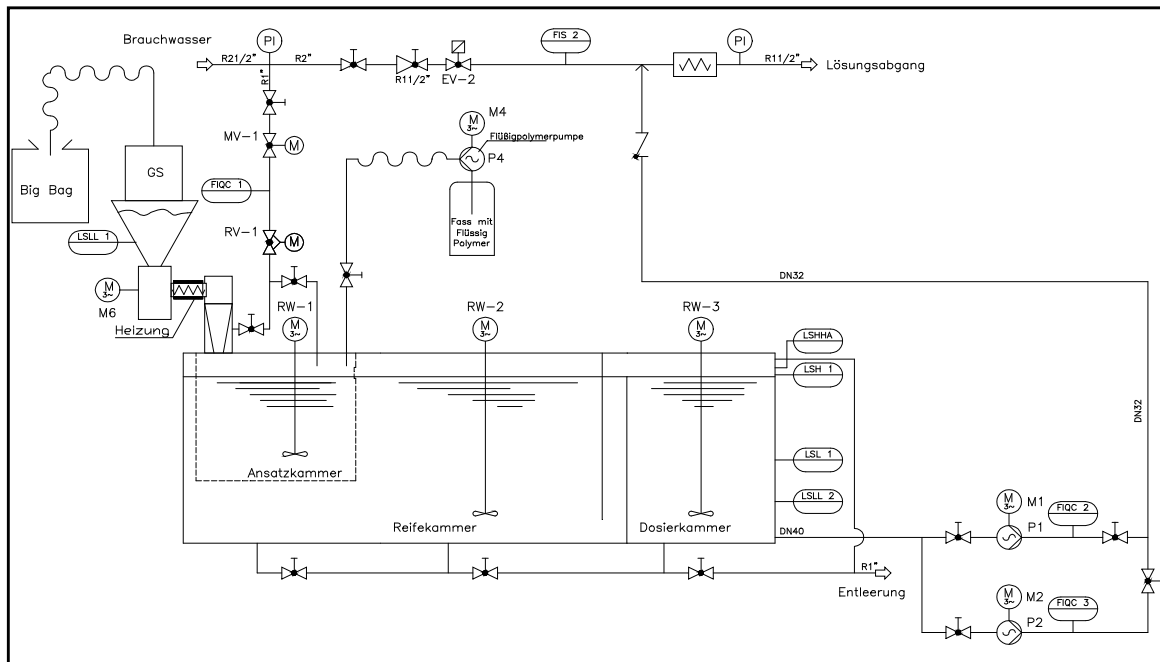 Brauchwasser
R21/2"
PI
R2"
R1"
R11/2"
EV-2
FIS 2
PI
R11/2"
Lösungsabgang
MV-1
M
M4
M
3~
Flüßigpolymerpumpe
P4
Big Bag
GS
FIQC 1
Fass mit
Flüssig
Polymer
LSLL 1
RV-1
M
DN32
M
3~
M6
Heizung
RW-1
M
3~
RW-2
M
3~
RW-3
M
3~
LSHHA
LSH 1
DN32
LSL 1
Ansatzkammer
LSLL 2
M
3~
M1
FIQC 2
Reifekammer
Dosierkammer
DN40
P1
R1"
Entleerung
M
3~
M2
FIQC 3
P2